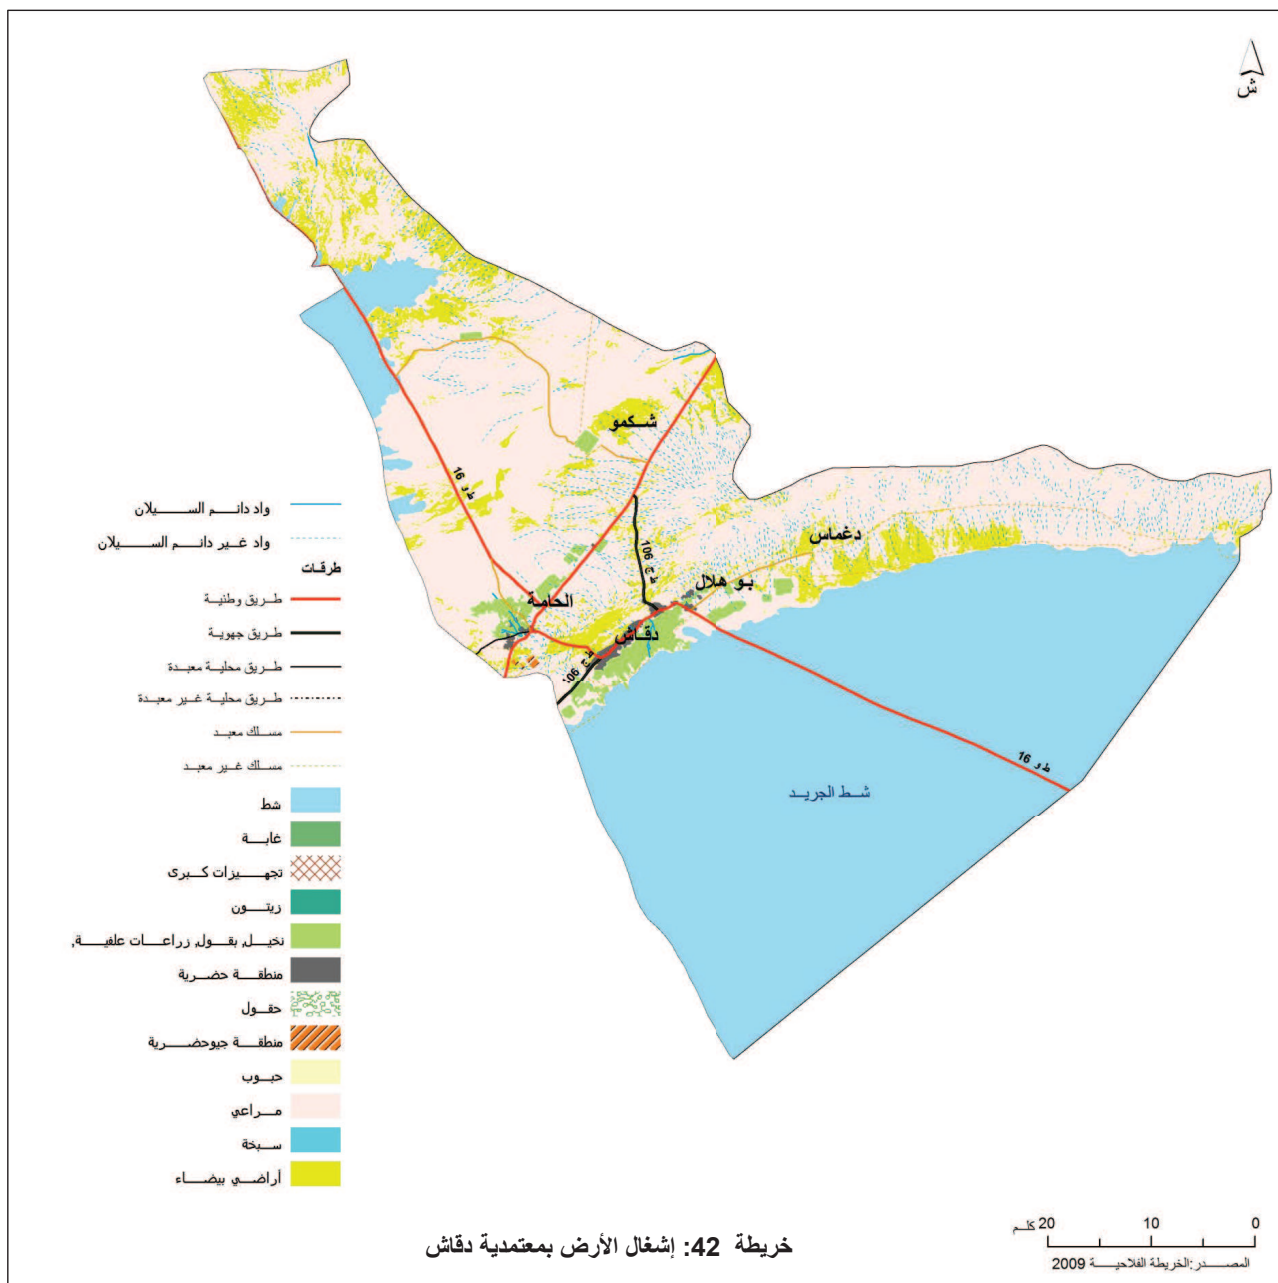 ش
شكمو
ط و 16
دغماس
ط ج 106
بو هلال
الحامة
دقاش
ط ج 106
ط و 16
شط الجريد
واد دائم السيلان
واد غير دائم السيلان
طرقات
طريق وطنية
طريق جهوية
طريق محلية معبدة
طريق محلية غير معبدة
مسلك معبد
مسلك غير معبد
شط
غابة
تجهيزات كبرى
زيتون
نخيل, بقول, زراعات علفية,
منطقة حضرية
حقول
منطقة جيوحضرية
حبوب
مراعي
سبخة
أراضي بيضاء
كلم 20 10 0
المصدر:الخريطة الفلاحية 2009
خريطة 42: إشغال الأرض بمعتمدية دقاش